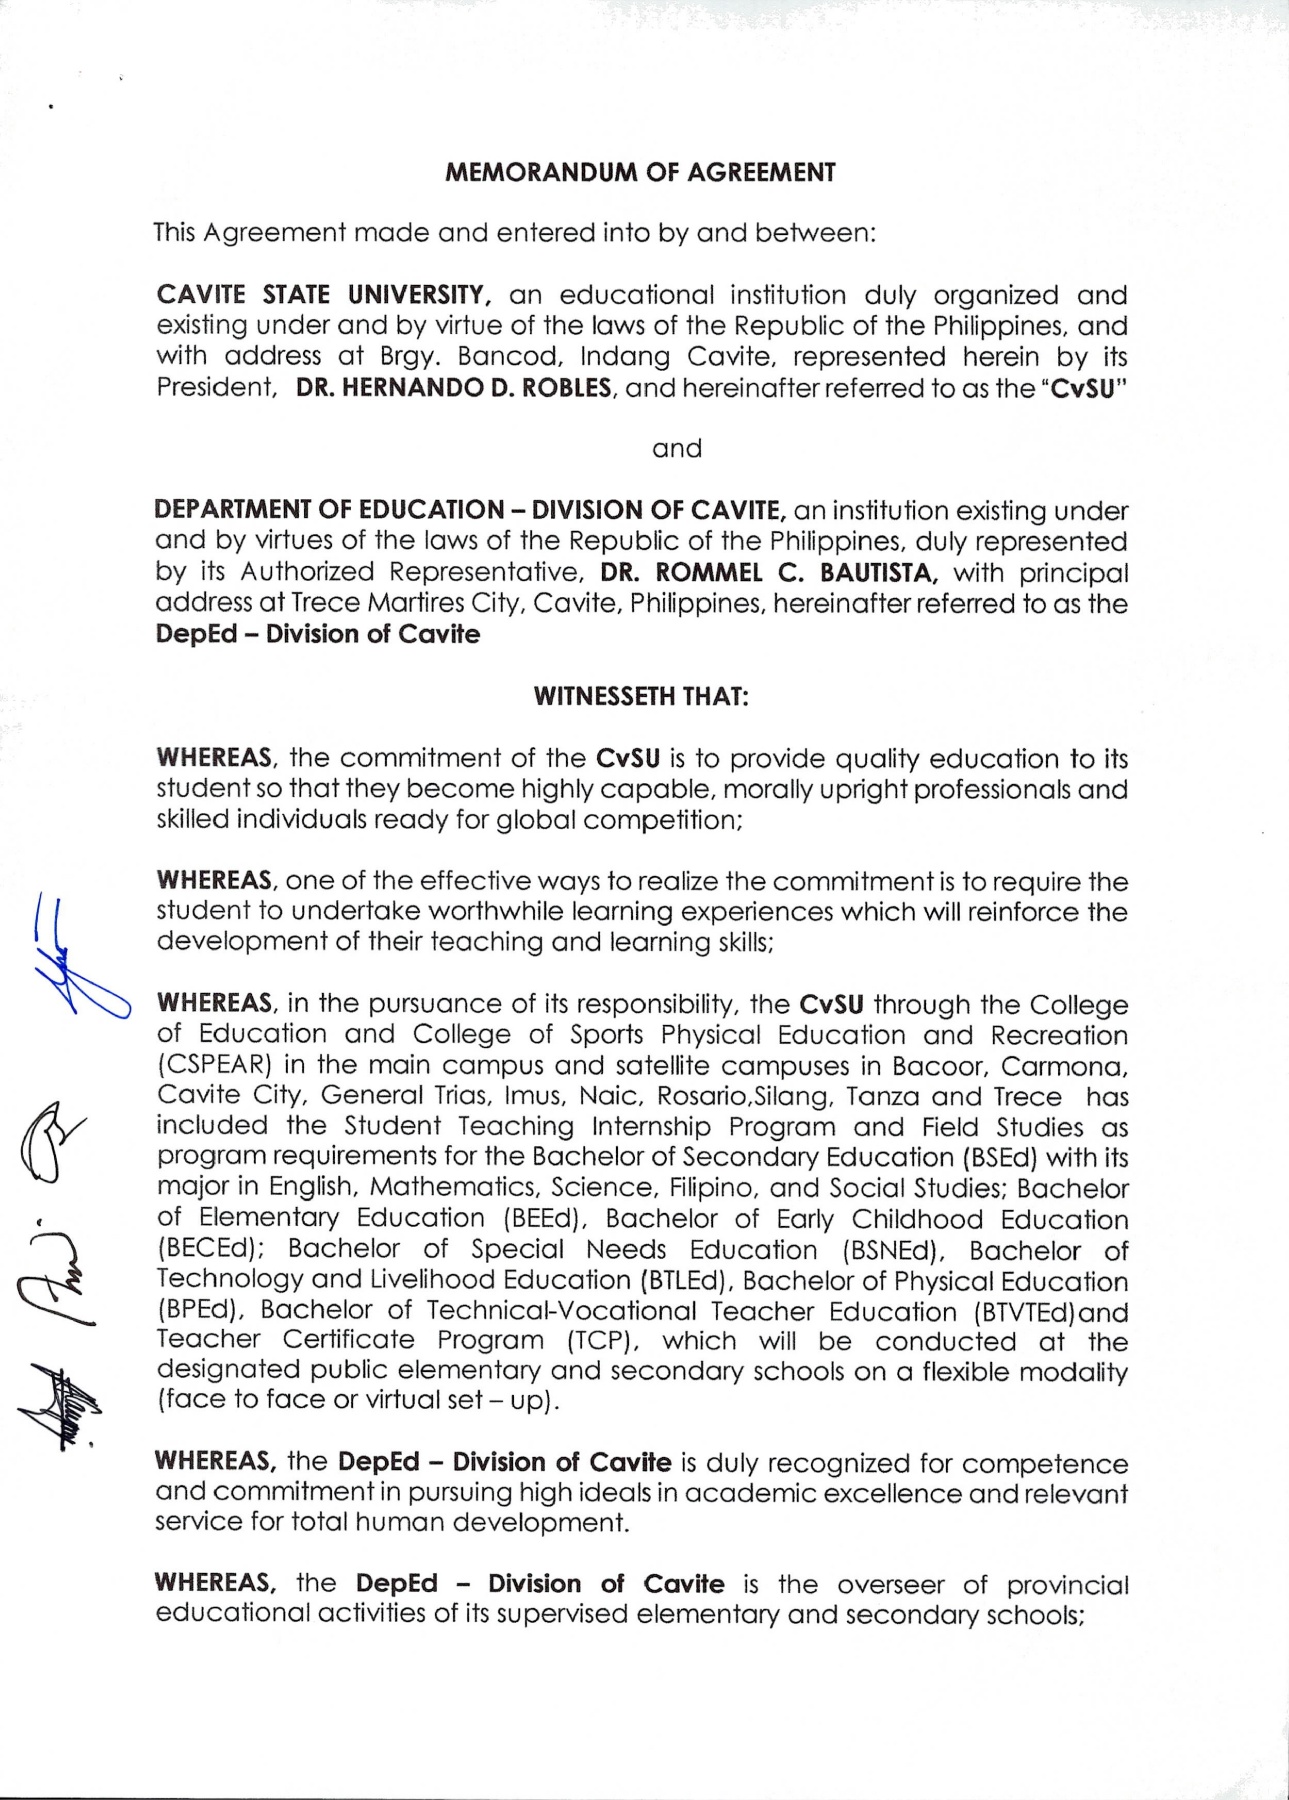 MEMORANDUM OF AGREEMENT
This Agreement made and entered into by and between:
CAVITE STATE UNIVERSITY, an educational institution duly organized and
existing under and by virtue of the laws of the Republic of the Philippines, and
with address at Brgy. Bancod, Indang Cavite, represented herein by its
President, DR. HERNANDO D. ROBLES, and hereinafter referred to as the “CvSU”
and
DEPARTMENT OF EDUCATION – DIVISION OF CAVITE, an institution existing under
and by virtues of the laws of the Republic of the Philippines, duly represented
by its Authorized Representative, DR. ROMMEL C. BAUTISTA, with principal
address at Trece Martires City, Cavite, Philippines, hereinafter referred to as the
DepEd – Division of Cavite
WITNESSETH THAT:
WHEREAS, the commitment of the CvSU is to provide quality education to its
student so that they become highly capable, morally upright professionals and
skilled individuals ready for global competition;
WHEREAS, one of the effective ways to realize the commitment is to require the
student to undertake worthwhile learning experiences which will reinforce the
development of their teaching and learning skills;
WHEREAS, in the pursuance of its responsibility, the CvSU through the College
of Education and College of Sports Physical Education and Recreation
(CSPEAR) in the main campus and satellite campuses in Bacoor, Carmona,
Cavite City, General Trias, Imus, Naic, Rosario,Silang, Tanza and Trece has
included the Student Teaching Internship Program and Field Studies as
program requirements for the Bachelor of Secondary Education (BSEd) with its
major in English, Mathematics, Science, Filipino, and Social Studies; Bachelor
of Elementary Education (BEEd), Bachelor of Early Childhood Education
(BECEd); Bachelor of Special Needs Education (BSNEd), Bachelor of
Technology and Livelihood Education (BTLEd), Bachelor of Physical Education
(BPEd), Bachelor of Technical-Vocational Teacher Education (BTVTEd)and
Teacher Certificate Program (TCP), which will be conducted at the
designated public elementary and secondary schools on a flexible modality
(face to face or virtual set – up).
WHEREAS, the DepEd – Division of Cavite is duly recognized for competence
and commitment in pursuing high ideals in academic excellence and relevant
service for total human development.
WHEREAS, the DepEd – Division of Cavite is the overseer of provincial
educational activities of its supervised elementary and secondary schools;